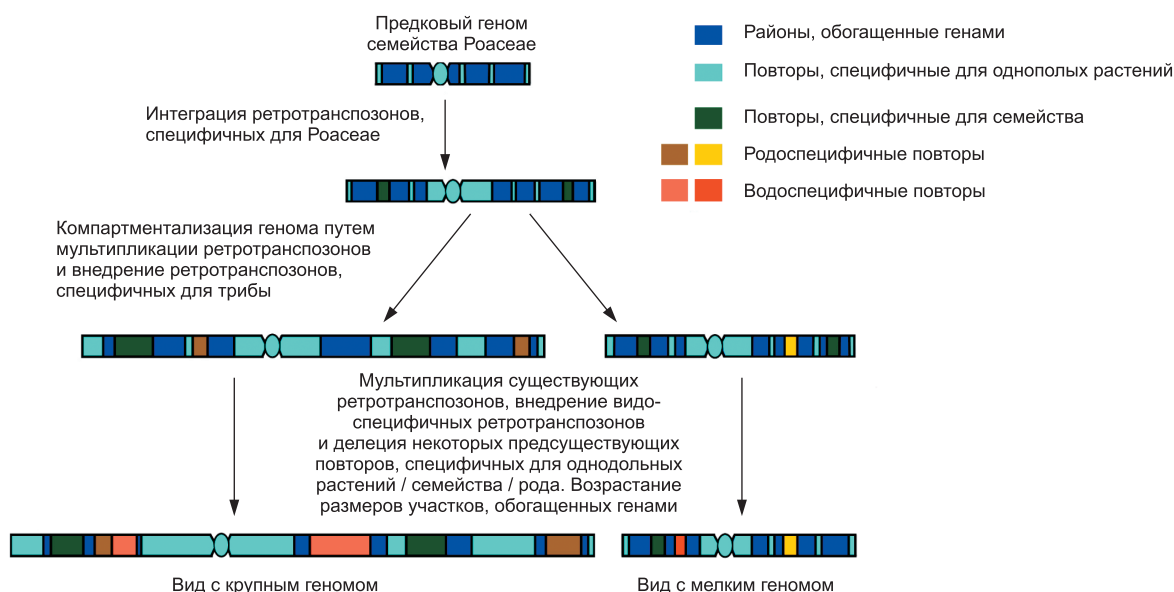 Предковый геном
семейства Poaceae
Интеграция ретротранспозонов,
специфичных для Poaceae
Районы, обогащенные генами
Повторы, специфичные для однополых растений
Повторы, специфичные для семейства
Родоспецифичные повторы
Водоспецифичные повторы
Компартментализация генома путем
мультипликации ретротранспозонов
и внедрение ретротранспозонов,
специфичных для трибы
Мультипликация существующих
ретротранспозонов, внедрение видо-
специфичных ретротранспозонов
и делеция некоторых предсуществующих
повторов, специфичных для однодольных
растений / семейства / рода. Возрастание
размеров участков, обогащенных генами
Вид с крупным геномом
Вид с мелким геномом